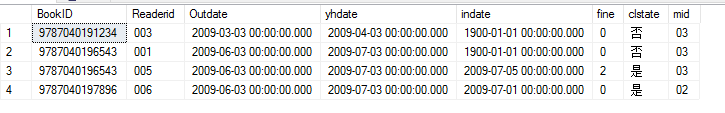 BookID Readerid Outdate yhdate indate fine clstate mid
1 9787040191234 003 2009-03-03 00:00:00.000 2009-04-03 00:00:00.000 1900-01-01 00:00:00.000 0 否 03
2 9787040196543 001 2009-06-03 00:00:00.000 2009-07-03 00:00:00.000 1900-01-01 00:00:00.000 0 否 03
3 9787040196543 005 2009-06-03 00:00:00.000 2009-07-03 00:00:00.000 2009-07-05 00:00:00.000 2 是 03
4 9787040197896 006 2009-06-03 00:00:00.000 2009-07-03 00:00:00.000 2009-07-01 00:00:00.000 0 是 02